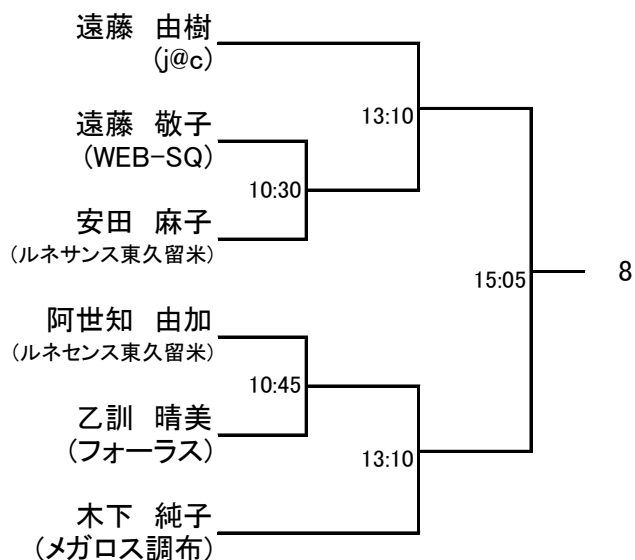 遠藤 由樹
(j@c)
13:10
遠藤 敬子
(WEB-SQ)
10:30
安田 麻子
(ルネサンス東久留米)
15:05
8
阿世知 由加
(ルネセンス東久留米)
10:45
乙訓 晴美
(フォーラス)
13:10
木下 純子
(メガロス調布)